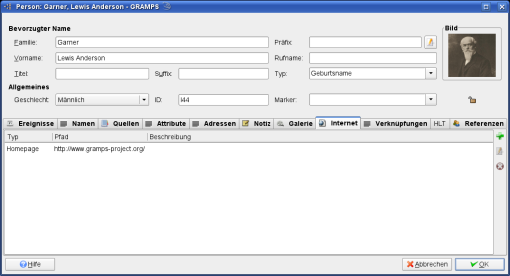 Person: Garner, Lewis Anderson - GRAMPS
Bevorzugter Name
Bild
Familie: Garner Präfix
Vorname: Lewis Anderson Rufname:
Titel: Suffix Typ: Geburtsname
Allgemeines
Geschlecht: Männlich ID: I44 Marker:
Ereignisse Namen Quellen Attribute Adressen Notiz Galerie Internet Verknüpfungen HLT Referenzen
Typ Pfad Beschreibung
Homepage http://www.gramps-project.org/
Hilfe Abbrechen OK